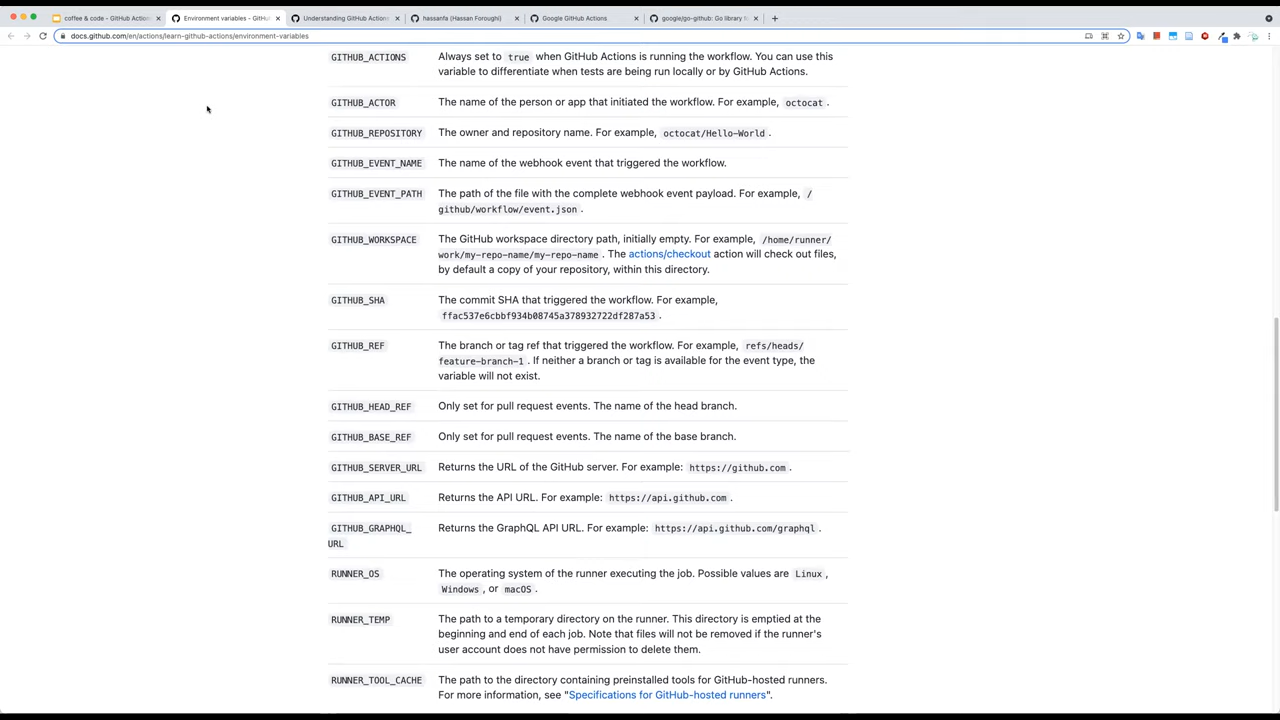 coffee & code - GitHub Action
Environment variables - GitHu
Understanding GitHub Actions
hassanfa (Hassan Foroughi)
Google GitHub Actions
google/go-github: Go library f
docs.github.com/en/actions/learn-github-actions/environment-variables
GITHUB_ACTIONS
Always set to true when GitHub Actions is running the workflow. You can use this
variable to differentiate when tests are being run locally or by GitHub Actions.
GITHUB_ACTOR
The name of the person or app that initiated the workflow. For example, octocat .
GITHUB_REPOSITORY
The owner and repository name. For example, octocat/Hello-World .
GITHUB_EVENT_NAME
The name of the webhook event that triggered the workflow.
GITHUB_EVENT_PATH
The path of the file with the complete webhook event payload. For example, /
github/workflow/event.json .
GITHUB_WORKSPACE
The GitHub workspace directory path, initially empty. For example, /home/runner/
work/my-repo-name/my-repo-name . The actions/checkout action will check out files,
by default a copy of your repository, within this directory.
GITHUB_SHA
The commit SHA that triggered the workflow. For example,
ffac537e6cbbf934b08745a378932722df287a53 .
GITHUB_REF
The branch or tag ref that triggered the workflow. For example, refs/heads/
feature-branch-1 . If neither a branch or tag is available for the event type, the
variable will not exist.
GITHUB_HEAD_REF
Only set for pull request events. The name of the head branch.
GITHUB_BASE_REF
Only set for pull request events. The name of the base branch.
GITHUB_SERVER_URL
Returns the URL of the GitHub server. For example: https://github.com .
GITHUB_API_URL
Returns the API URL. For example: https://api.github.com .
GITHUB_GRAPHQL_
URL
Returns the GraphQL API URL. For example: https://api.github.com/graphql .
RUNNER_OS
The operating system of the runner executing the job. Possible values are Linux ,
Windows , or macOS .
RUNNER_TEMP
The path to a temporary directory on the runner. This directory is emptied at the
beginning and end of each job. Note that files will not be removed if the runner's
user account does not have permission to delete them.
RUNNER_TOOL_CACHE
The path to the directory containing preinstalled tools for GitHub-hosted runners.
For more information, see "Specifications for GitHub-hosted runners".